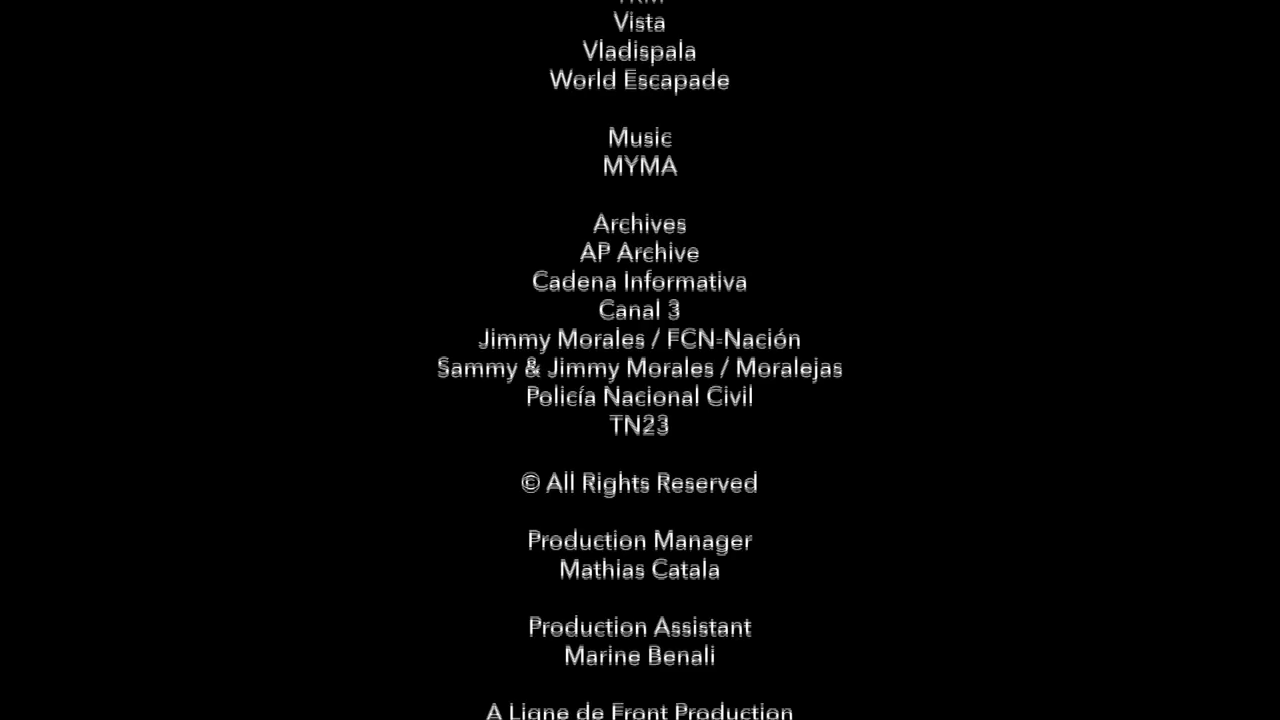 Vista
Vladispala
World Escapade
Music
MYMA
Archives
AP Archive
Cadena Informativa
Canal 3
Jimmy Morales / FCN-Nación
Sammy & Jimmy Morales / Moralejas
Policía Nacional Civil
TN23
© All Rights Reserved
Production Manager
Mathias Catala
Production Assistant
Marine Benali
A Ligne de Front Production